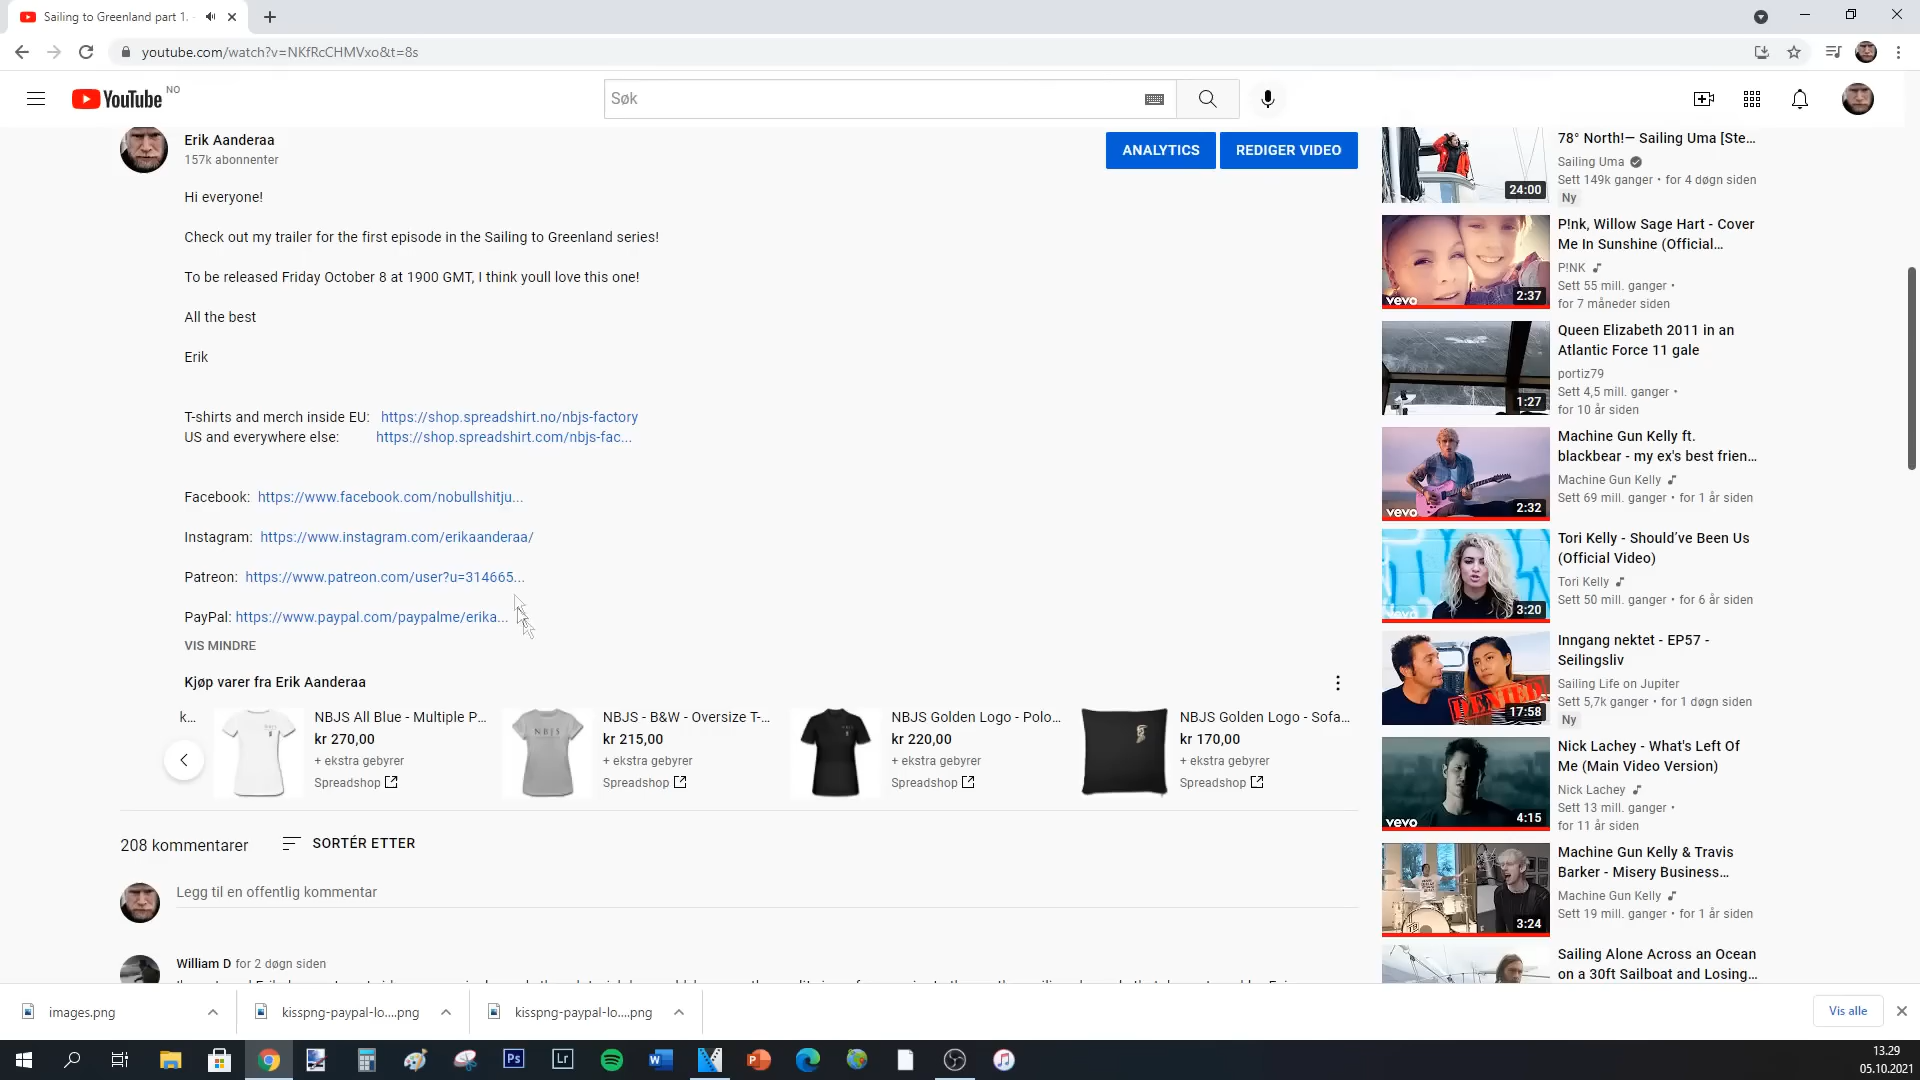 Sailing to Greenland part 1.
youtube.com/watch?v=NKfRcCHMVxo&t=8s
YouTube NO
Søk
Erik Aanderaa
157k abonnenter
ANALYTICS
REDIGER VIDEO
Hi everyone!
Check out my trailer for the first episode in the Sailing to Greenland series!
To be released Friday October 8 at 1900 GMT, I think youll love this one!
All the best
Erik
T-shirts and merch inside EU: https://shop.spreadshirt.no/nbjs-factory
US and everywhere else: https://shop.spreadshirt.com/nbjs-fac...
Facebook: https://www.facebook.com/nobullshitju...
Instagram: https://www.instagram.com/erikaanderaa/
Patreon: https://www.patreon.com/user?u=314665...
PayPal: https://www.paypal.com/paypalme/erika...
VIS MINDRE
Kjøp varer fra Erik Aanderaa
k...
NBJS All Blue - Multiple P...
kr 270,00
+ ekstra gebyrer
Spreadshop
NBJS - B&W - Oversize T-...
kr 215,00
+ ekstra gebyrer
Spreadshop
NBJS
NBJS Golden Logo - Polo...
kr 220,00
+ ekstra gebyrer
Spreadshop
NBJS Golden Logo - Sofa...
kr 170,00
+ ekstra gebyrer
Spreadshop
208 kommentarer
SORTÉR ETTER
Legg til en offentlig kommentar
William D for 2 døgn siden
78° North!— Sailing Uma [Ste...
Sailing Uma
Sett 149k ganger • for 4 døgn siden
Ny
24:00
P!nk, Willow Sage Hart - Cover
Me In Sunshine (Official...
P!NK
Sett 55 mill. ganger •
for 7 måneder siden
vevo
2:37
Queen Elizabeth 2011 in an
Atlantic Force 11 gale
portiz79
Sett 4,5 mill. ganger •
for 10 år siden
1:27
Machine Gun Kelly ft.
blackbear - my ex's best frien...
Machine Gun Kelly
Sett 69 mill. ganger • for 1 år siden
vevo
2:32
Tori Kelly - Should’ve Been Us
(Official Video)
Tori Kelly
Sett 50 mill. ganger • for 6 år siden
3:20
Inngang nektet - EP57 -
Seilingsliv
Sailing Life on Jupiter
Sett 5,7k ganger • for 1 døgn siden
Ny
DENIED
17:58
Nick Lachey - What's Left Of
Me (Main Video Version)
Nick Lachey
Sett 13 mill. ganger •
for 11 år siden
vevo
4:15
Machine Gun Kelly & Travis
Barker - Misery Business...
Machine Gun Kelly
Sett 19 mill. ganger • for 1 år siden
3:24
Sailing Alone Across an Ocean
on a 30ft Sailboat and Losing...
images.png
kisspng-paypal-lo....png
kisspng-paypal-lo....png
Vis alle
Ps
Lr
13.29
05.10.2021